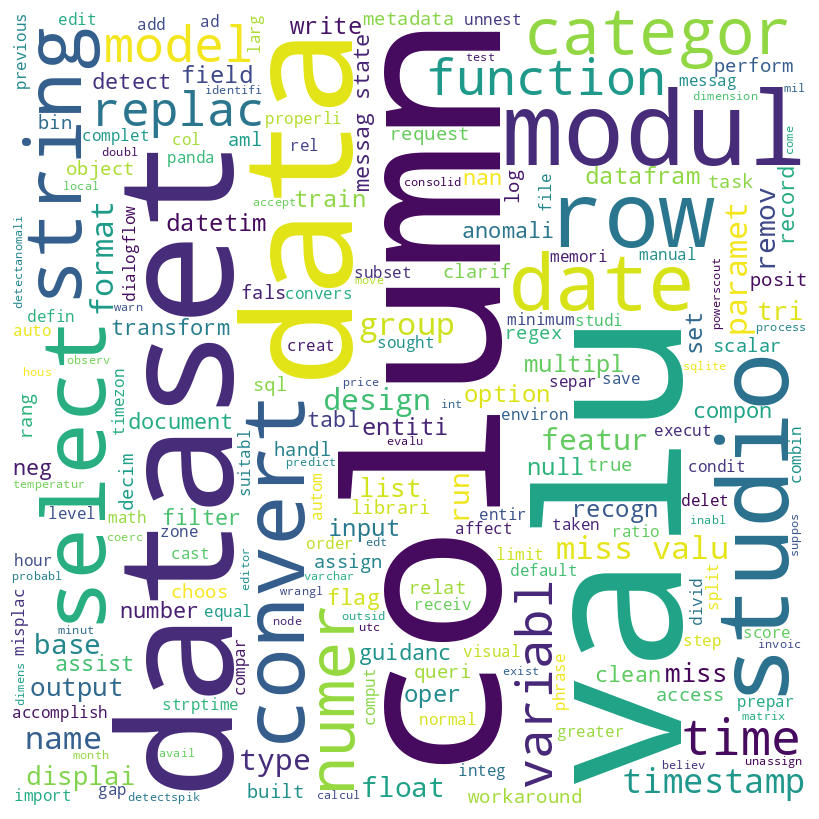 previous
edit
add
ad
larg
write
metadata
unnest
categor
model
detect
field
identifi
messag state
test
function
messag
perform
string
replac
bin
complet
doubl
col
aml
properli
rel
request
modul
dimension
mil
come
object
panda
local
accept
train
consolid
nan
log
file
datafram
task
record
data
column
detectanomali
format
dialogflow
datetim
subset
anomali
row
memori
manual
remov
posit
defin
warn
fals
convers
move
clarif
date
paramet
tri
powerscout
auto
observ
transform
creat
group
sought
minimum
studi
regex
set
process
select
dataset
hous
timezon
sql
price
int
design
multipl
scalar
sqlite
rang
document
suitabl
convert
handl
tabl
entiti
option
separ
save
environ
compon
neg
decim
predict
evalu
featur
execut
combin
temperatur
level
math
coerc
filter
autom
list
librari
run
affect
entir
null
true
condit
delet
inabl
hour
zone
cast
editor
input
order
edt
recogn
taken
ratio
studio
suppos
probabl
choos
wrangl
varchar
assign
limit
default
miss valu
divid
split
misplac
minut
number
equal
node
flag
relat
receiv
value
score
invoic
base
assist
compar
outsid
utc
guidanc
visual
exist
variabl
phrase
clean
miss
step
access
dimens
output
strptime
numer
comput
queri
oper
normal
prepar
matrix
accomplish
name
month
avail
type
greater
time
unassign
displai
integ
believ
import
gap
detectspik
built
calcul
float
workaround
timestamp